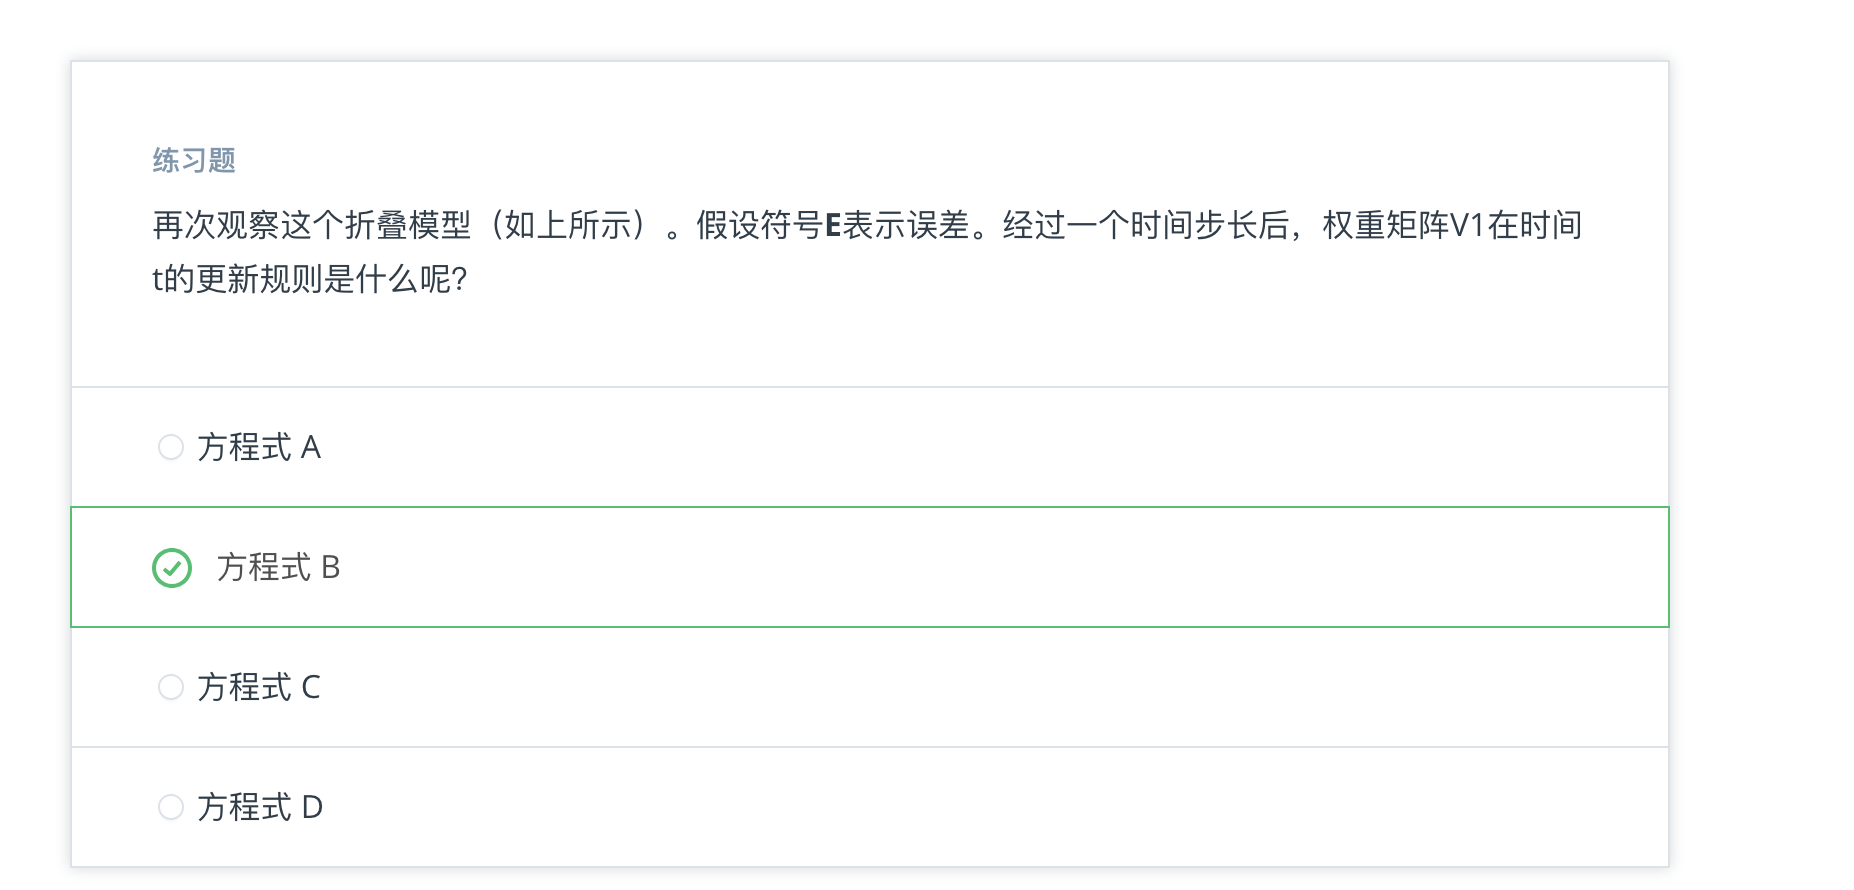 练习题
再次观察这个折叠模型（如上所示）。假设符号E表示误差。经过一个时间步长后，权重矩阵V1在时间
t的更新规则是什么呢?
方程式 A
方程式 B
方程式 C
方程式 D